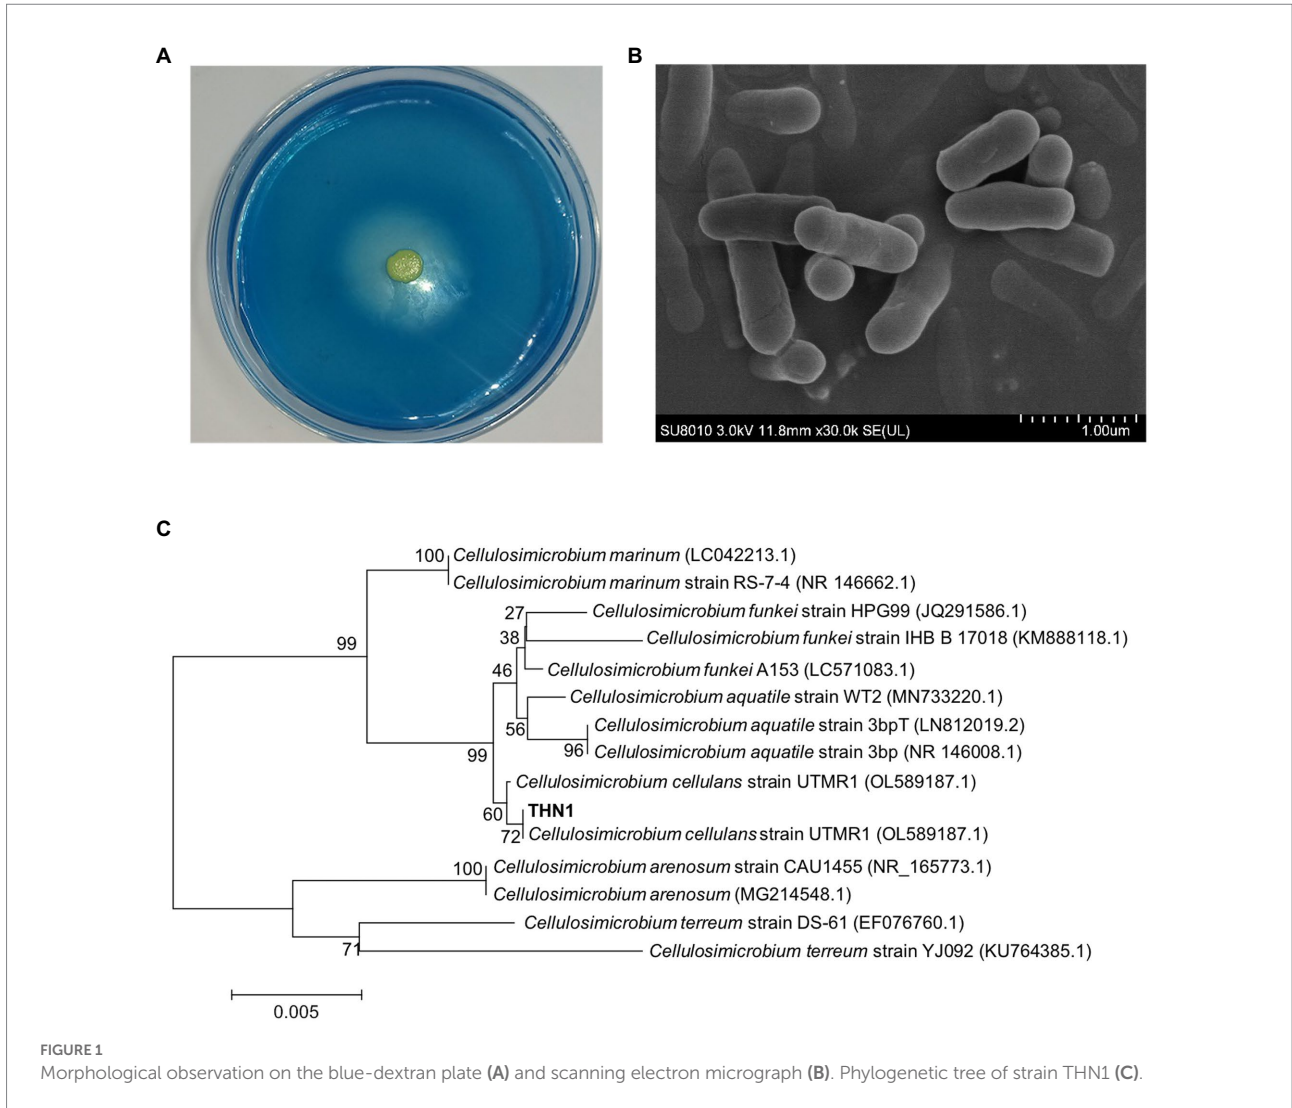 A
B
SU8010 3.0kV 11.8mm x30.0k SE(UL)
1.00um
C
100
Cellulosimicrobium marinum (LC042213.1)
Cellulosimicrobium marinum strain RS-7-4 (NR 146662.1)
27
Cellulosimicrobium funkei strain HPG99 (JQ291586.1)
38
Cellulosimicrobium funkei strain IHB B 17018 (KM888118.1)
99
46
Cellulosimicrobium funkei A153 (LC571083.1)
Cellulosimicrobium aquatile strain WT2 (MN733220.1)
56
Cellulosimicrobium aquatile strain 3bpT (LN812019.2)
99
96
Cellulosimicrobium aquatile strain 3bp (NR 146008.1)
Cellulosimicrobium cellulans strain UTMR1 (OL589187.1)
60
THN1
72
Cellulosimicrobium cellulans strain UTMR1 (OL589187.1)
100
Cellulosimicrobium arenosum strain CAU1455 (NR_165773.1)
Cellulosimicrobium arenosum (MG214548.1)
Cellulosimicrobium terreum strain DS-61 (EF076760.1)
71
Cellulosimicrobium terreum strain YJ092 (KU764385.1)
0.005
FIGURE 1
Morphological observation on the blue-dextran plate (A) and scanning electron micrograph (B). Phylogenetic tree of strain THN1 (C).